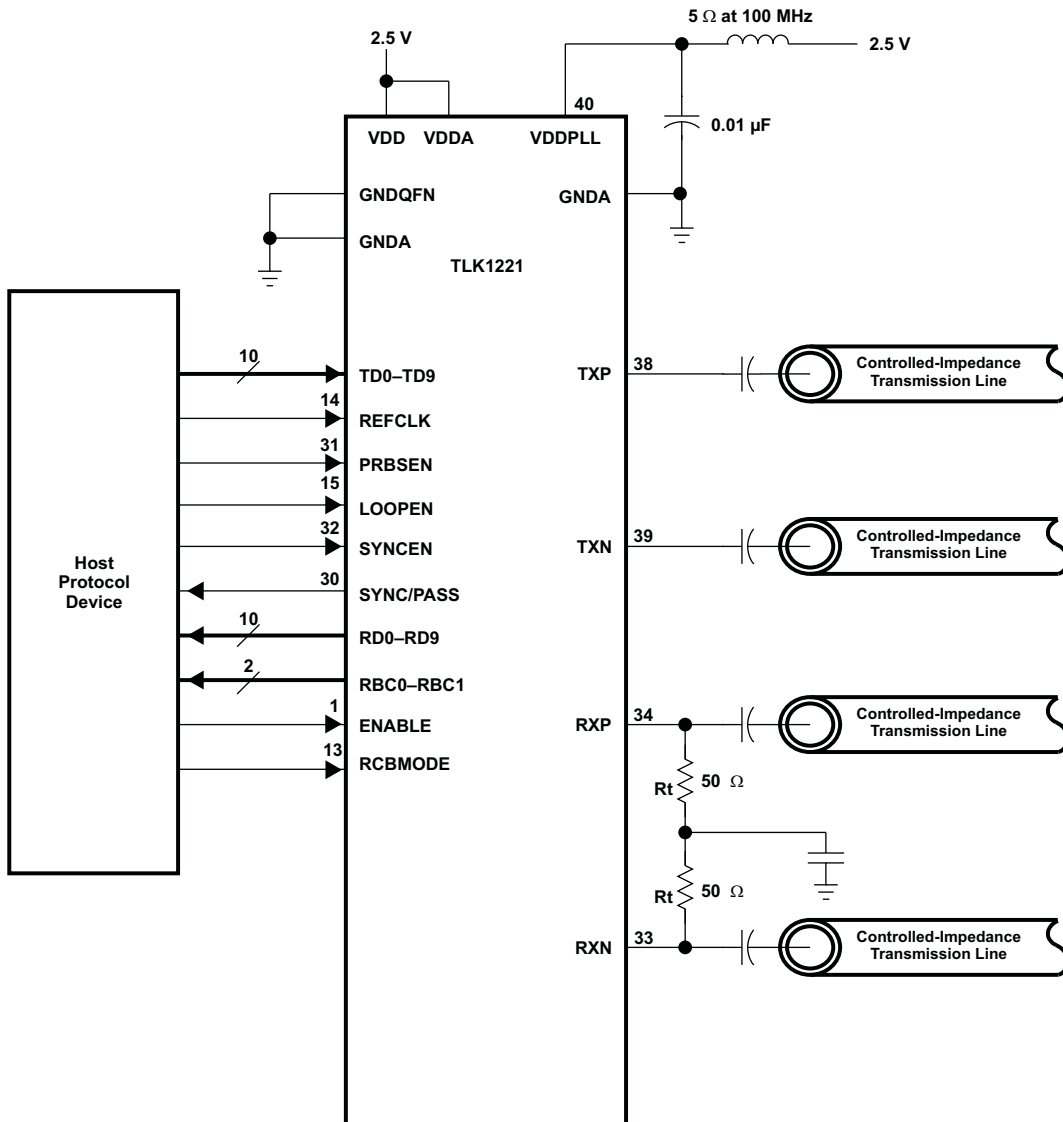 5 Ω at 100 MHz
2.5 V
2.5 V
40
0.01 µF
VDD
VDDA
VDDPLL
GNDQFN
GNDA
GNDA
TLK1221
Host
Protocol
Device
10
TD0–TD9
14
REFCLK
31
PRBSEN
15
LOOPEN
32
SYNCEN
30
SYNC/PASS
10
RD0–RD9
2
RBC0–RBC1
1
ENABLE
13
RCBMODE
TXP
38
Controlled-Impedance
Transmission Line
TXN
39
Controlled-Impedance
Transmission Line
RXP
34
Controlled-Impedance
Transmission Line
Rt
50 Ω
Rt
50 Ω
RXN
33
Controlled-Impedance
Transmission Line